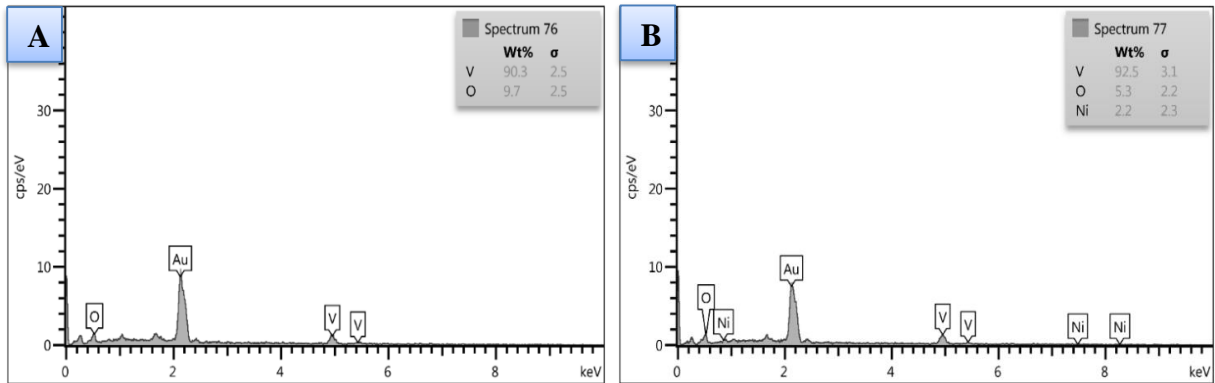 A
Spectrum 76
Wt% σ
V 90.3 2.5
O 9.7 2.5
cps/eV
30
20
10
0
Au
O
V
V
0 2 4 6 8 keV
B
Spectrum 77
Wt% σ
V 92.5 3.1
O 5.3 2.2
Ni 2.2 2.3
cps/eV
30
20
10
0
Au
O
Ni
V
V
Ni
Ni
0 2 4 6 8 keV